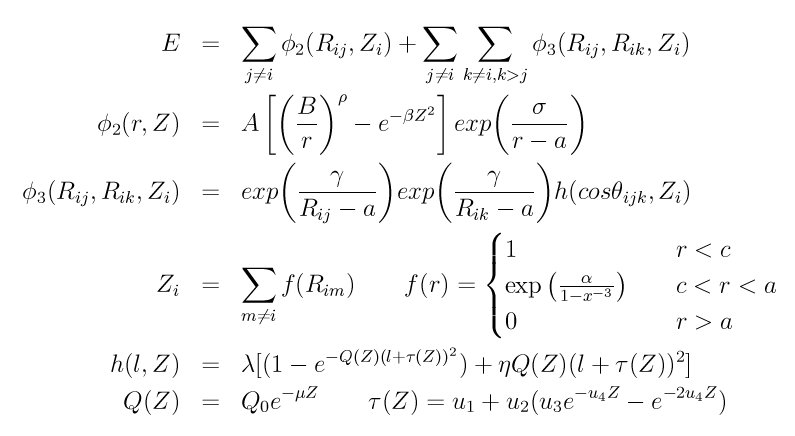 E = \sum_{j \neq i} \phi_2(R_{ij}, Z_i) + \sum_{j \neq i} \sum_{k \neq i, k > j} \phi_3(R_{ij}, R_{ik}, Z_i)
\phi_2(r, Z) = A \left[ \left( \frac{B}{r} \right)^\rho - e^{-\beta Z^2} \right] exp \left( \frac{\sigma}{r - a} \right)
\phi_3(R_{ij}, R_{ik}, Z_i) = exp \left( \frac{\gamma}{R_{ij} - a} \right) exp \left( \frac{\gamma}{R_{ik} - a} \right) h(cos\theta_{ijk}, Z_i)
Z_i = \sum_{m \neq i} f(R_{im}) \qquad f(r) = \begin{cases} 1 & r < c \\ \exp \left( \frac{\alpha}{1 - x^{-3}} \right) & c < r < a \\ 0 & r > a \end{cases}
h(l, Z) = \lambda [(1 - e^{-Q(Z)(l + \tau(Z))^2}) + \eta Q(Z)(l + \tau(Z))^2]
Q(Z) = Q_0 e^{-\mu Z} \qquad \tau(Z) = u_1 + u_2(u_3 e^{-u_4 Z} - e^{-2u_4 Z})